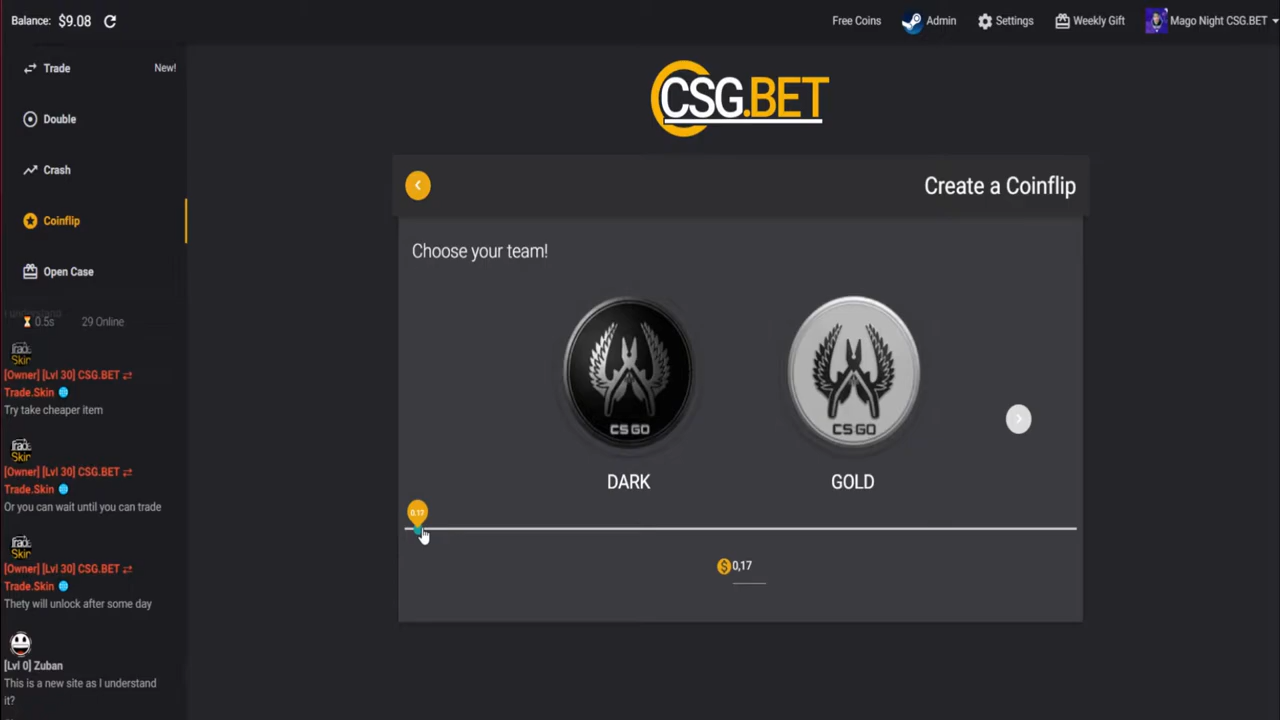 Balance: $9.08
Free Coins
Admin
Settings
Weekly Gift
Mago Night CSG.BET
Trade
New!
Double
Crash
Coinflip
Open Case
0.5s
29 Online
[Owner] [Lvl 30] CSG.BET ⇄
Trade.Skin
Try take cheaper item
[Owner] [Lvl 30] CSG.BET ⇄
Trade.Skin
Or you can wait until you can trade
[Owner] [Lvl 30] CSG.BET ⇄
Trade.Skin
Thety will unlock after some day
[Lvl 0] Zuban
This is a new site as I understand
it?
CSG.BET
Create a Coinflip
Choose your team!
CS GO
CS GO
DARK
GOLD
0.17
$ 0,17